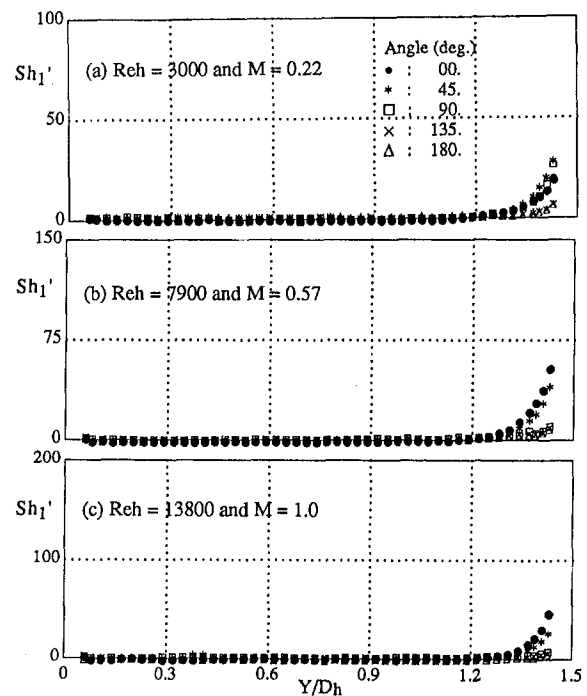 100
Angle (deg.)
Sh1'
(a) Reh = 3000 and M = 0.22
● : 00.
* : 45.
50
□ : 90.
× : 135.
△ : 180.
0
150
Sh1'
(b) Reh = 7900 and M = 0.57
75
0
200
Sh1'
(c) Reh = 13800 and M = 1.0
100
0
0 0.3 0.6 0.9 1.2 1.5
Y/Dh